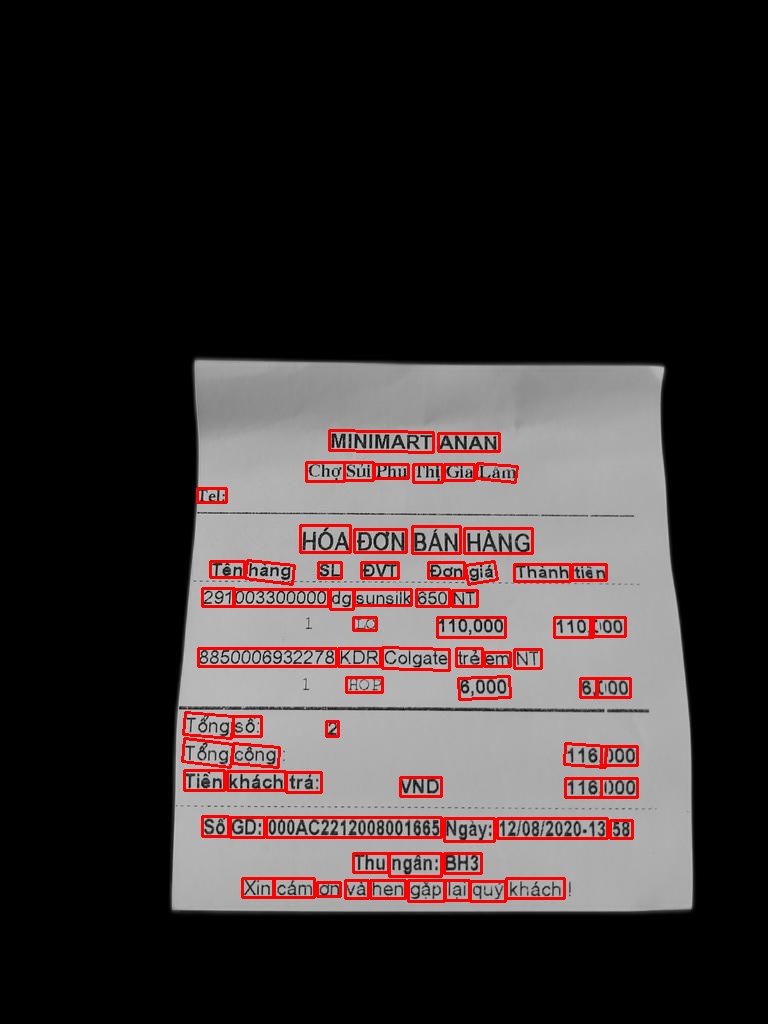 MINIMART ANAN
Chợ Sủi Phú Thị Gia Lâm
Tel:
HÓA ĐƠN BÁN HÀNG
Tên hàng SL ĐVT Đơn giá Thành tiền
291003300000 dg sunsilk 650 NT
1 LO 110,000 110,000
8850006932278 KDR Colgate trẻ em NT
1 HOP 6,000 6,000
Tổng số: 2
Tổng cộng : 116,000
Tiền khách trả: VND 116,000
Số GD: 000AC2212008001665 Ngày: 12/08/2020-13:58
Thu ngân: BH3
Xin cám ơn và hẹn gặp lại quý khách !